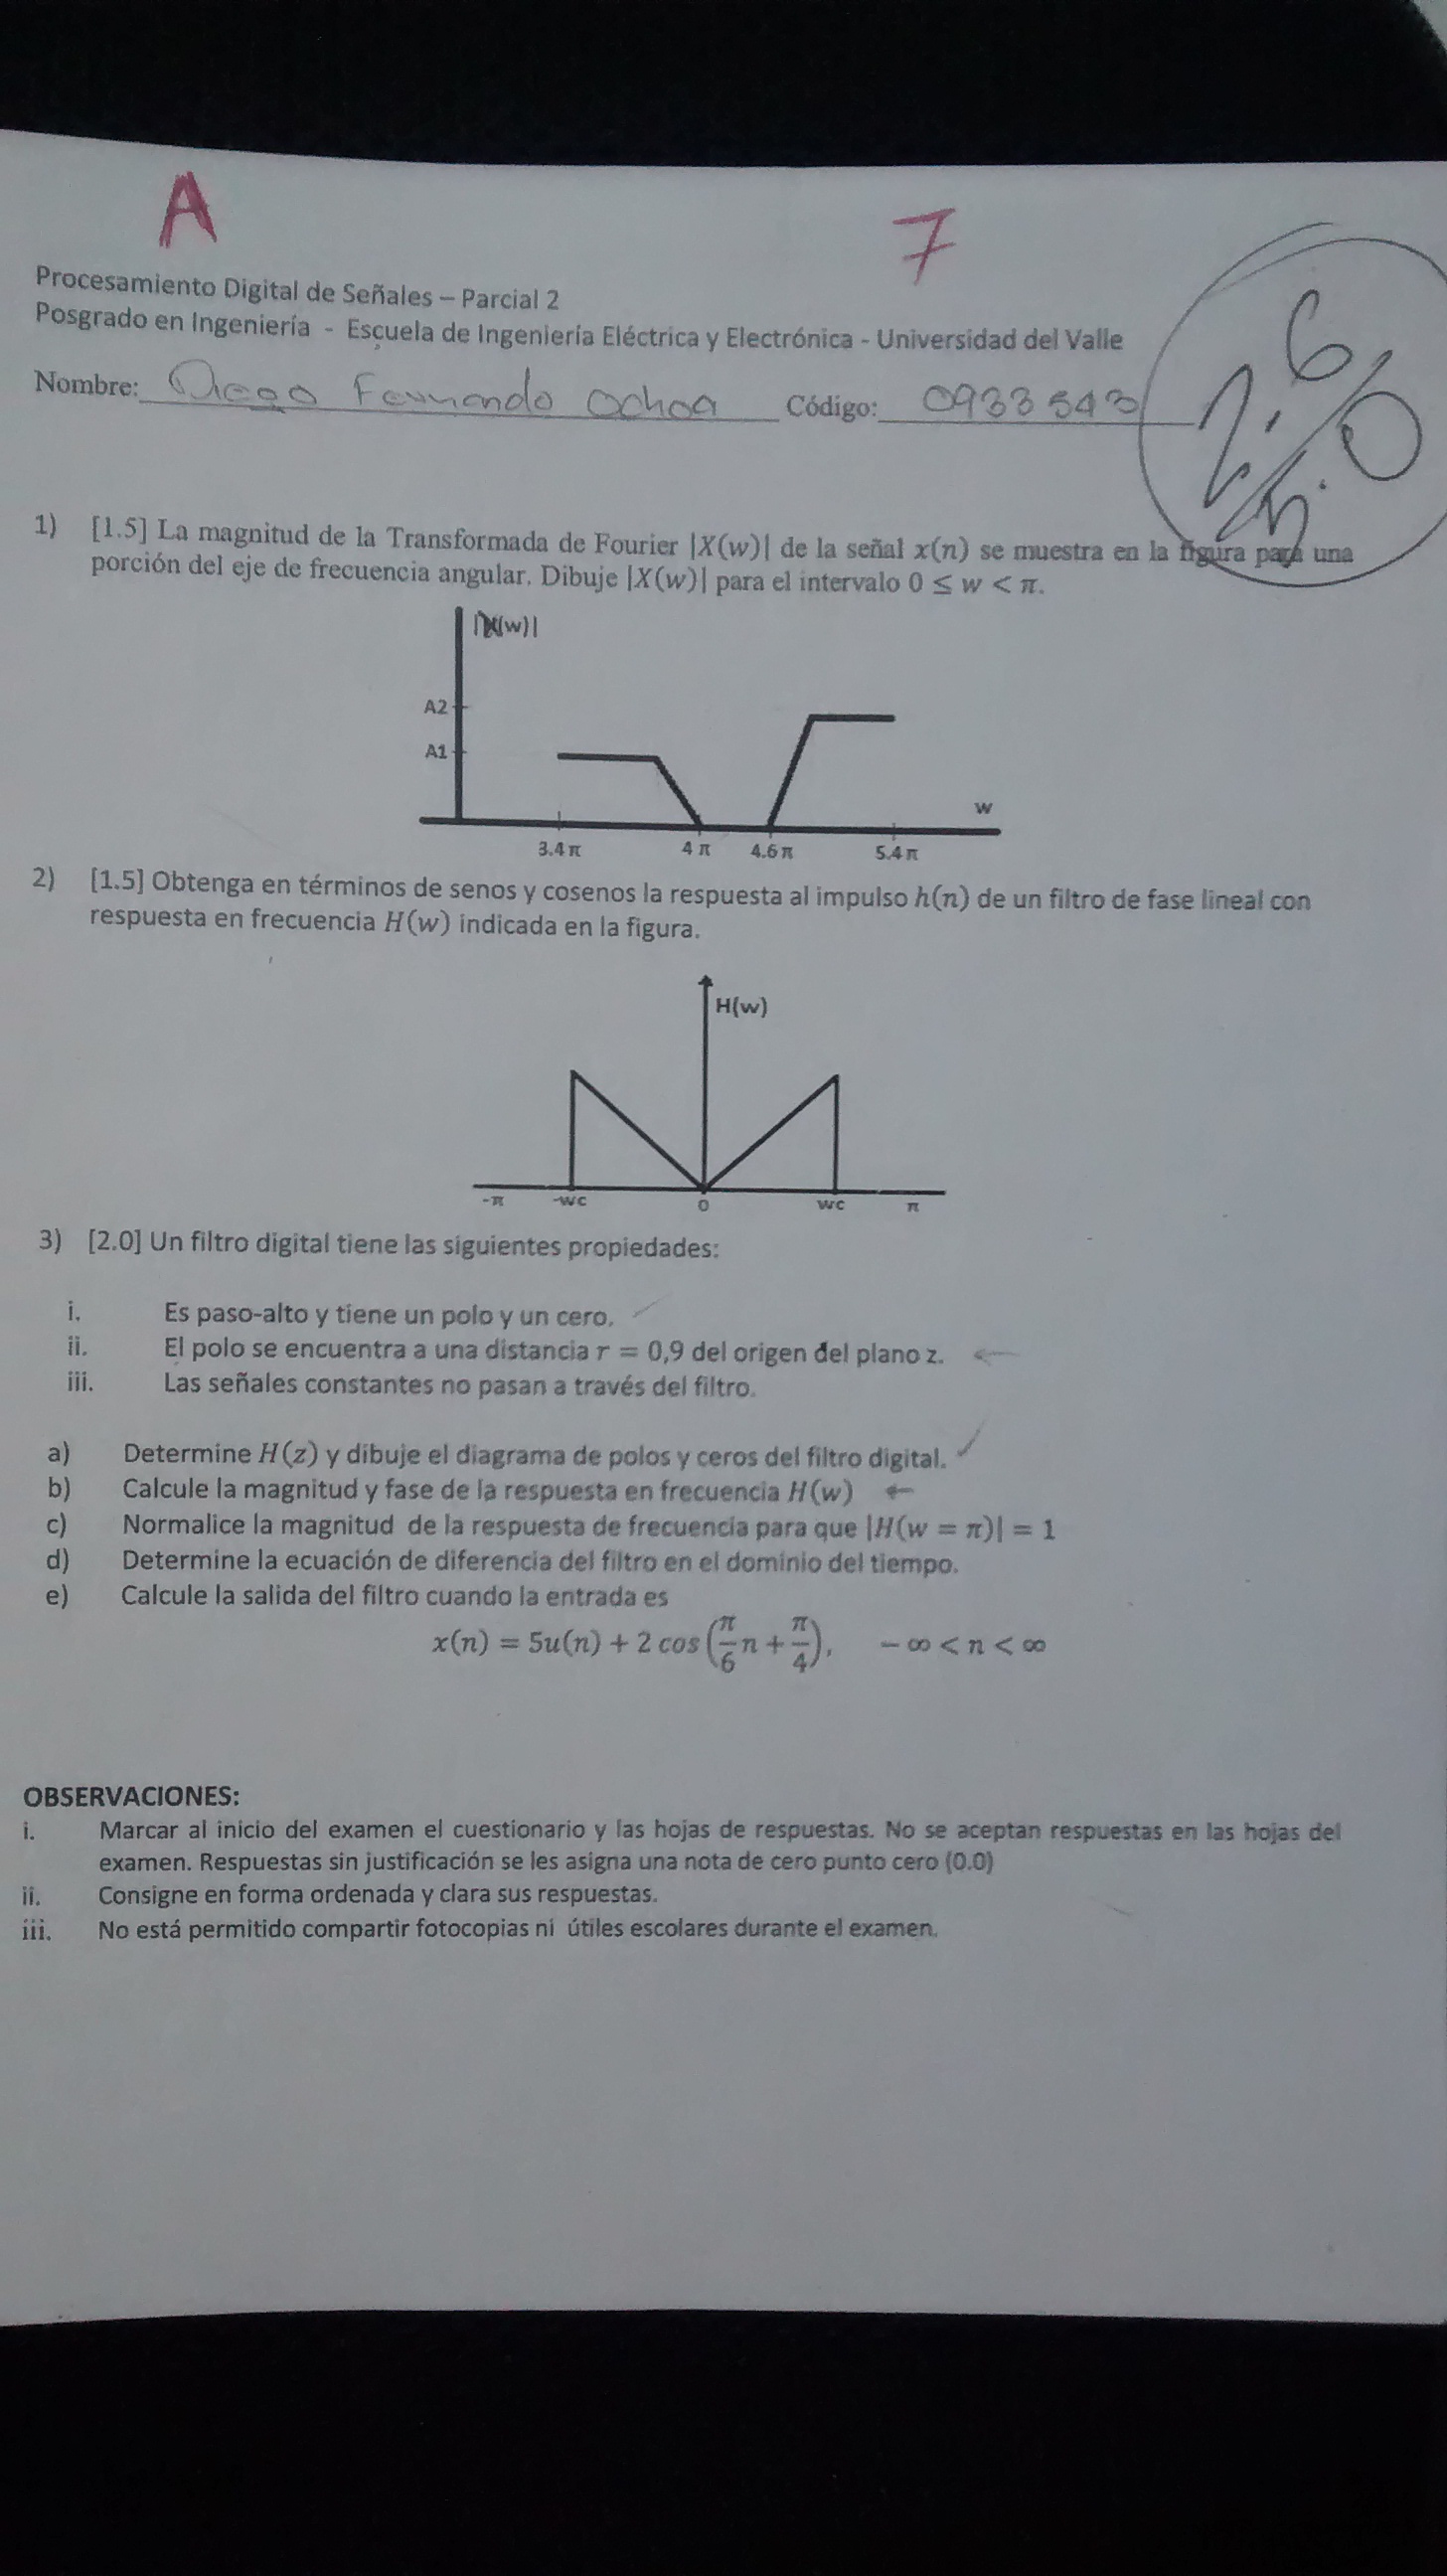 A
7
Procesamiento Digital de Señales – Parcial 2
Posgrado en Ingeniería - Escuela de Ingeniería Eléctrica y Electrónica - Universidad del Valle
Nombre: Diego Fernando Ochoa Código: 0933543
2.6/5.0
1) [1.5] La magnitud de la Transformada de Fourier |X(w)| de la señal x(n) se muestra en la figura para una
porción del eje de frecuencia angular. Dibuje |X(w)| para el intervalo 0 ≤ w < π.
|X(w)|
A2
A1
w
3.4 π 4 π 4.6 π 5.4 π
2) [1.5] Obtenga en términos de senos y cosenos la respuesta al impulso h(n) de un filtro de fase lineal con
respuesta en frecuencia H(w) indicada en la figura.
H(w)
-π -wc 0 wc π
3) [2.0] Un filtro digital tiene las siguientes propiedades:
i. Es paso-alto y tiene un polo y un cero.
ii. El polo se encuentra a una distancia r = 0,9 del origen del plano z.
iii. Las señales constantes no pasan a través del filtro.
a) Determine H(z) y dibuje el diagrama de polos y ceros del filtro digital.
b) Calcule la magnitud y fase de la respuesta en frecuencia H(w)
c) Normalice la magnitud de la respuesta de frecuencia para que |H(w = π)| = 1
d) Determine la ecuación de diferencia del filtro en el dominio del tiempo.
e) Calcule la salida del filtro cuando la entrada es
x(n) = 5u(n) + 2 cos(π/6 n + π/4), − ∞ < n < ∞
OBSERVACIONES:
i. Marcar al inicio del examen el cuestionario y las hojas de respuestas. No se aceptan respuestas en las hojas del
examen. Respuestas sin justificación se les asigna una nota de cero punto cero (0.0)
ii. Consigne en forma ordenada y clara sus respuestas.
iii. No está permitido compartir fotocopias ni útiles escolares durante el examen.